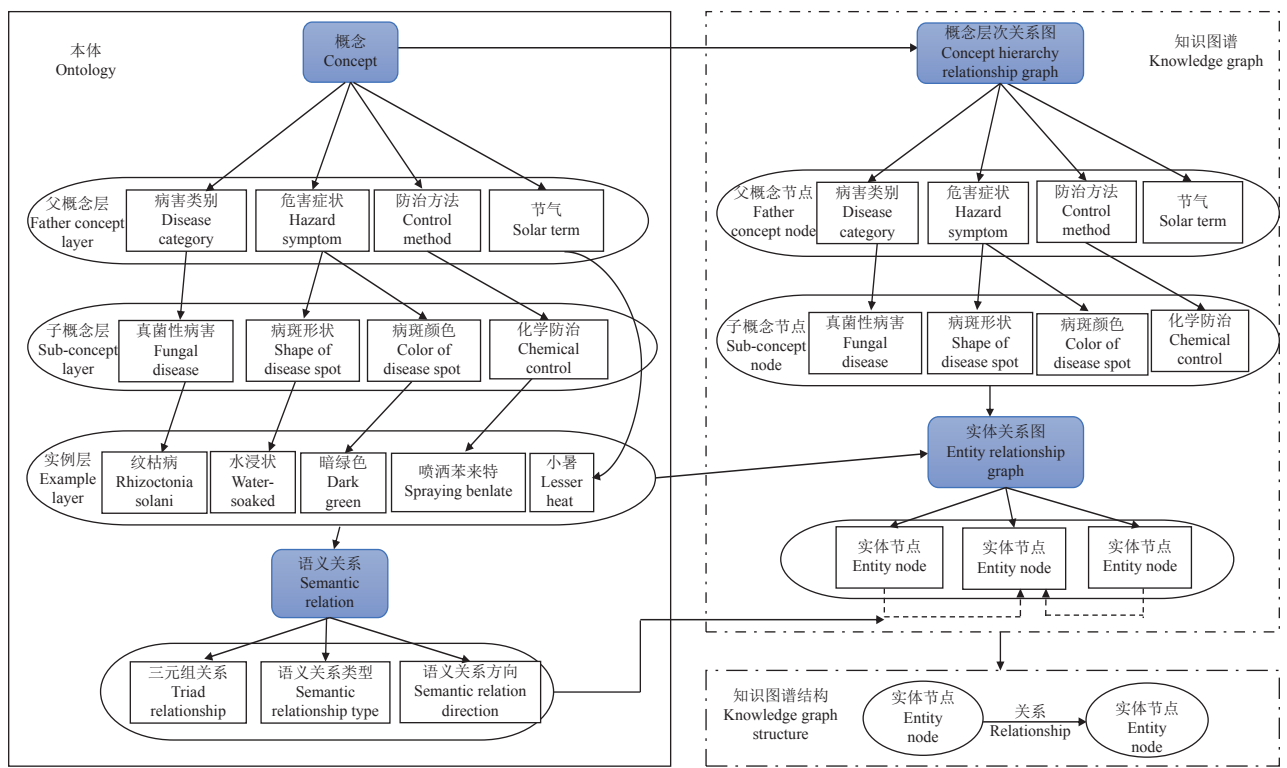 本体
Ontology
概念
Concept
父概念层
Father concept
layer
病害类别
Disease
category
危害症状
Hazard
symptom
防治方法
Control
method
节气
Solar term
子概念层
Sub-concept
layer
真菌性病害
Fungal
disease
病斑形状
Shape of
disease spot
病斑颜色
Color of
disease spot
化学防治
Chemical
control
实例层
Example
layer
纹枯病
Rhizoctonia
solani
水浸状
Water-
soaked
暗绿色
Dark
green
喷洒苯来特
Spraying benlate
小暑
Lesser
heat
语义关系
Semantic
relation
三元组关系
Triad
relationship
语义关系类型
Semantic
relationship type
语义关系方向
Semantic relation
direction
概念层次关系图
Concept hierarchy
relationship graph
知识图谱
Knowledge graph
父概念节点
Father
concept node
病害类别
Disease
category
危害症状
Hazard
symptom
防治方法
Control
method
节气
Solar term
子概念节点
Sub-concept
node
真菌性病害
Fungal
disease
病斑形状
Shape of
disease spot
病斑颜色
Color of
disease spot
化学防治
Chemical
control
实体关系图
Entity relationship
graph
实体节点
Entity node
实体节点
Entity node
实体节点
Entity node
知识图谱结构
Knowledge graph
structure
实体节点
Entity
node
关系
Relationship
实体节点
Entity
node